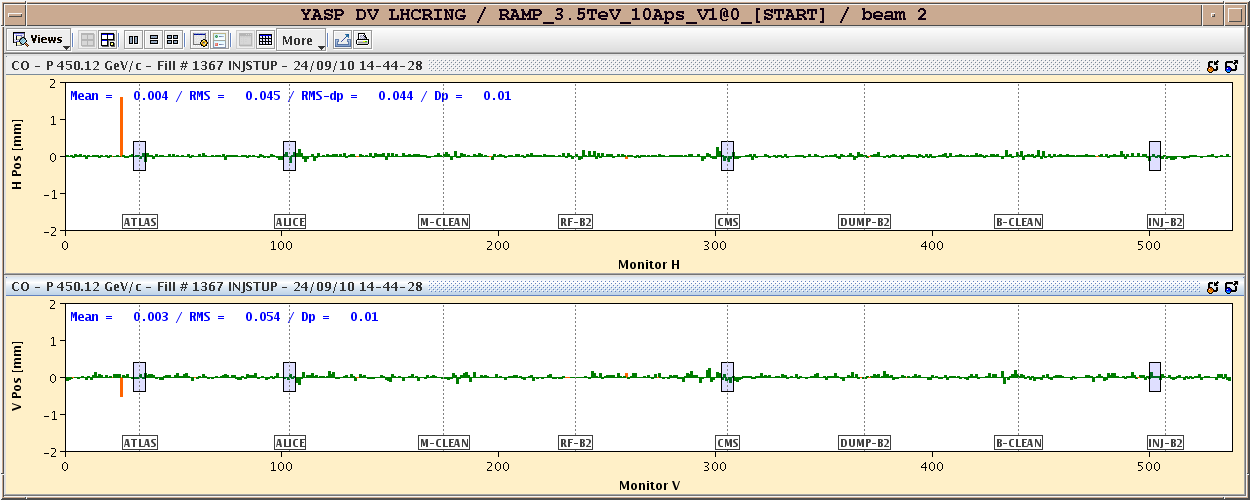 YASP DV LHCRING / RAMP_3.5TeV_10Aps_V1@0_[START] / beam 2
Views More
CO - P 450.12 GeV/c - Fill # 1367 INJSTUP - 24/09/10 14-44-28
Mean = 0.004 / RMS = 0.045 / RMS-dp = 0.044 / Dp = 0.01
H Pos [mm]
2
1
0
-1
-2
ATLAS ALICE M-CLEAN RF-B2 CMS DUMP-B2 B-CLEAN INJ-B2
0 100 200 300 400 500
Monitor H
CO - P 450.12 GeV/c - Fill # 1367 INJSTUP - 24/09/10 14-44-28
Mean = 0.003 / RMS = 0.054 / Dp = 0.01
V Pos [mm]
2
1
0
-1
-2
ATLAS ALICE M-CLEAN RF-B2 CMS DUMP-B2 B-CLEAN INJ-B2
0 100 200 300 400 500
Monitor V